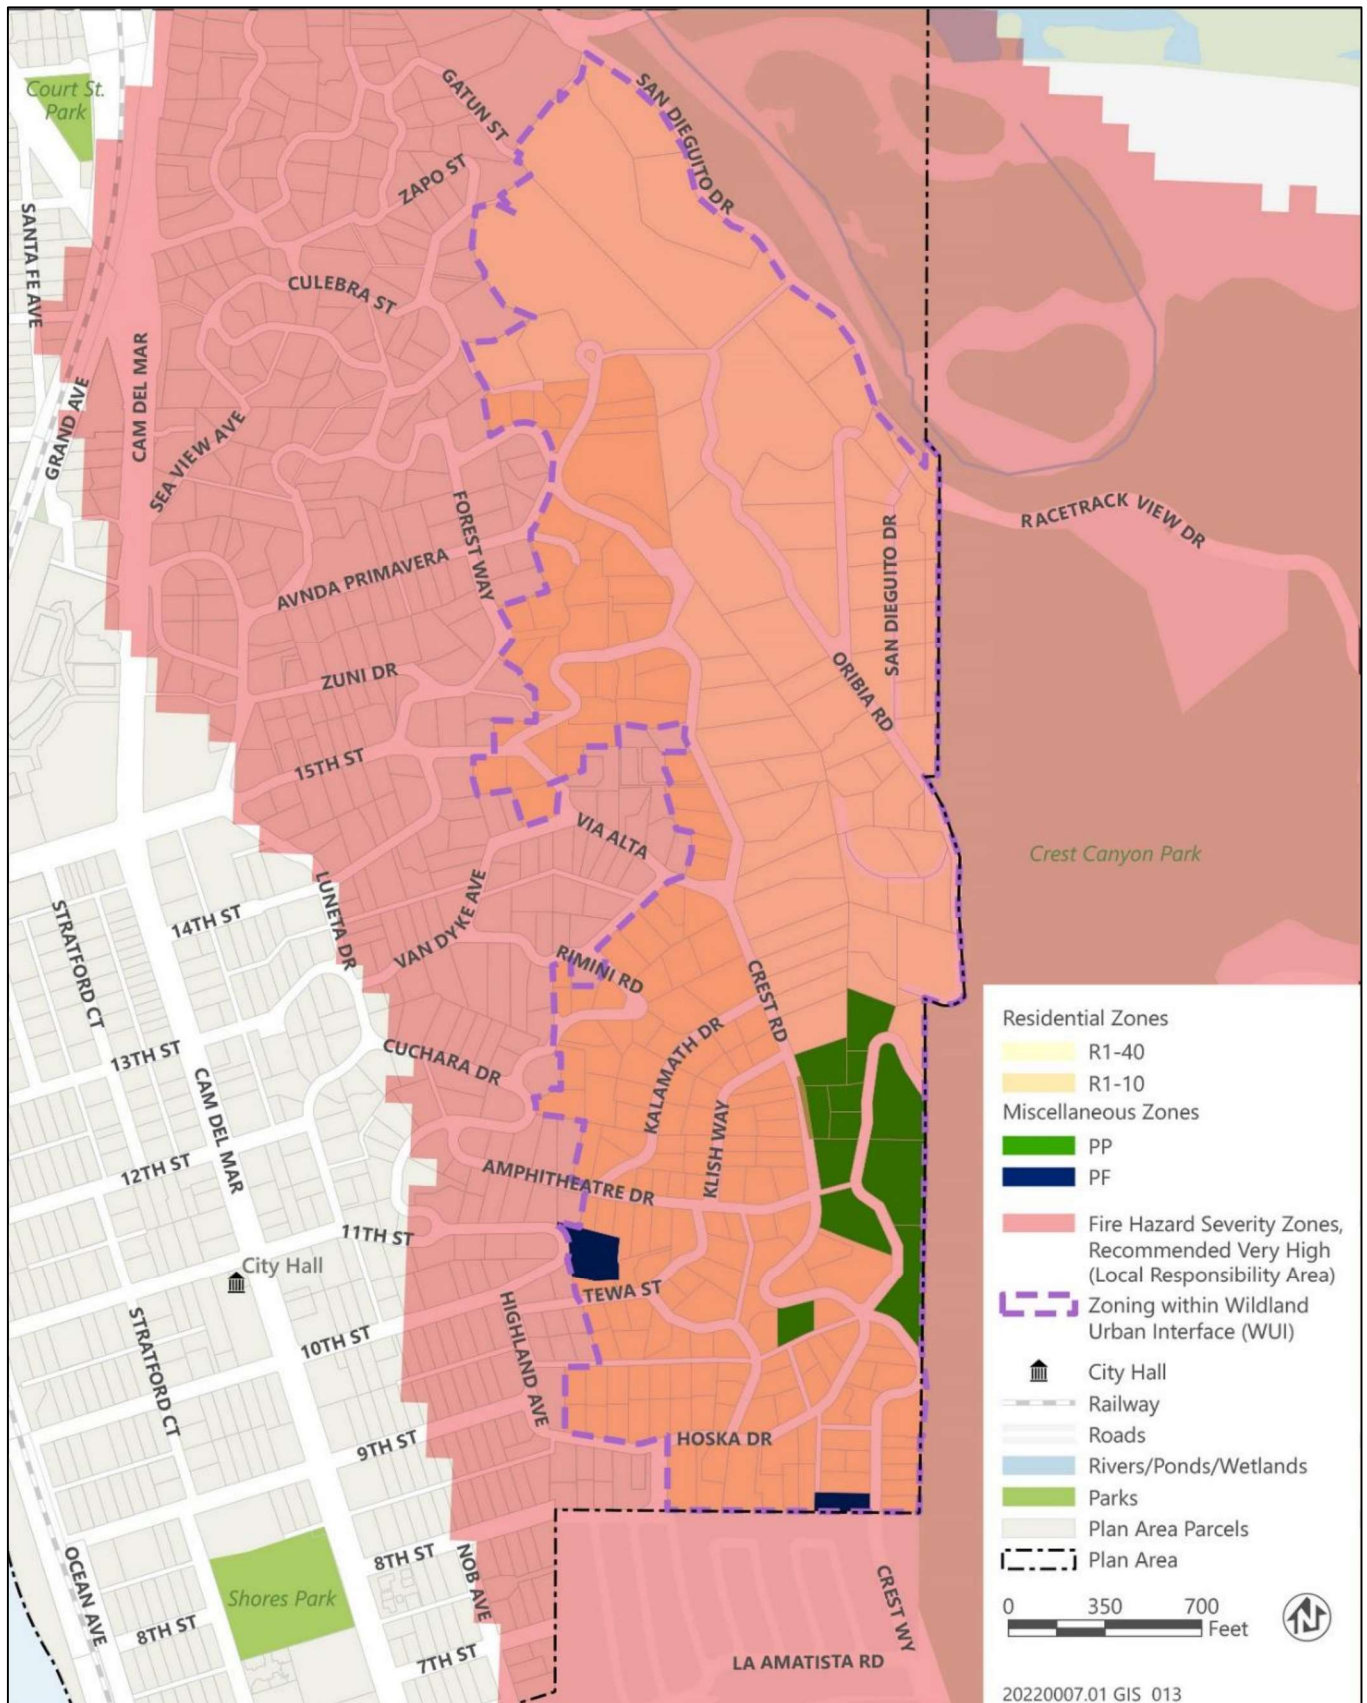 Court St.
Park
GATUN ST
SAN DIEGUITO DR
ZAPO ST
SANTA FE AVE
CULEBRA ST
CAM DEL MAR
GRAND AVE
SEA VIEW AVE
FOREST WAY
RACETRACK VIEW DR
SAN DIEGUITO DR
AVNDA PRIMAVERA
ZUNI DR
ORIBIA RD
15TH ST
VIA ALTA
Crest Canyon Park
LUNETA DR
14TH ST
VAN DYKE AVE
STRATFORD CT
RIMINI RD
CREST RD
13TH ST
CUCHARA DR
KALAMATH DR
CAM DEL MAR
KLISH WAY
12TH ST
AMPHITHEATRE DR
11TH ST
City Hall
TEWA ST
HIGHLAND AVE
10TH ST
STRATFORD CT
9TH ST
HOSKA DR
8TH ST
NOB AVE
OCEAN AVE
Shores Park
8TH ST
7TH ST
CREST WY
LA AMATISTA RD
Residential Zones
R1-40
R1-10
Miscellaneous Zones
PP
PF
Fire Hazard Severity Zones,
Recommended Very High
(Local Responsibility Area)
Zoning within Wildland
Urban Interface (WUI)
City Hall
Railway
Roads
Rivers/Ponds/Wetlands
Parks
Plan Area Parcels
Plan Area
0 350 700
Feet
N
20220007.01 GIS 013